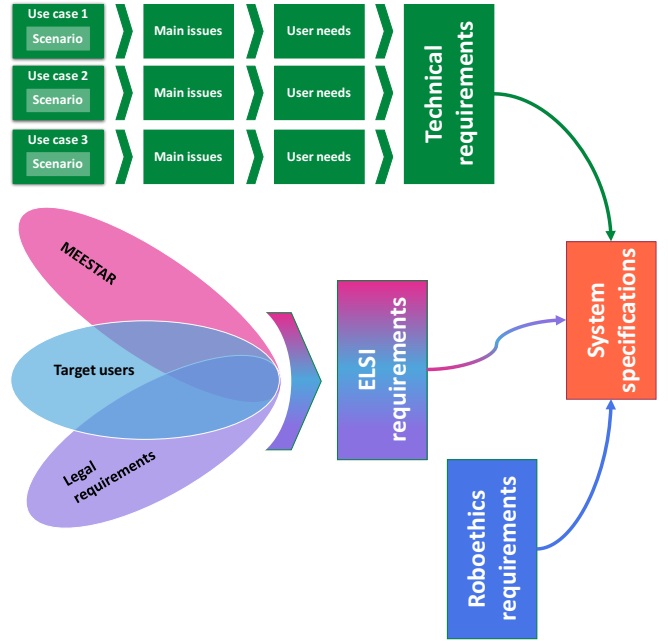 Use case 1
Scenario
Main issues
User needs
Use case 2
Scenario
Main issues
User needs
Use case 3
Scenario
Main issues
User needs
Technical
requirements
MEESTAR
Target users
Legal
requirements
ELSI
requirements
System
specifications
Roboethics
requirements